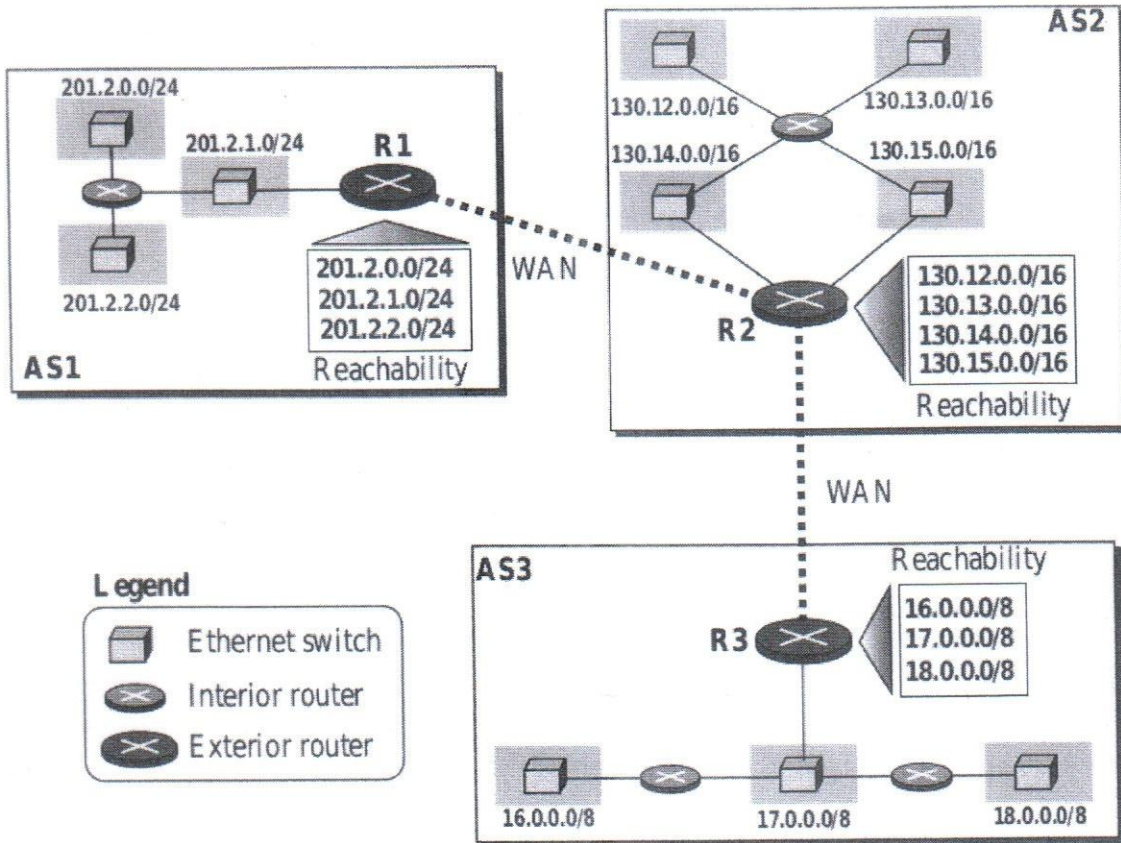 AS1
201.2.0.0/24
201.2.1.0/24
R1
201.2.2.0/24
201.2.0.0/24
201.2.1.0/24
201.2.2.0/24
Reachability
WAN
AS2
130.12.0.0/16
130.13.0.0/16
130.14.0.0/16
130.15.0.0/16
R2
130.12.0.0/16
130.13.0.0/16
130.14.0.0/16
130.15.0.0/16
Reachability
WAN
AS3
Reachability
R3
16.0.0.0/8
17.0.0.0/8
18.0.0.0/8
16.0.0.0/8
17.0.0.0/8
18.0.0.0/8
Legend
Ethernet switch
Interior router
Exterior router